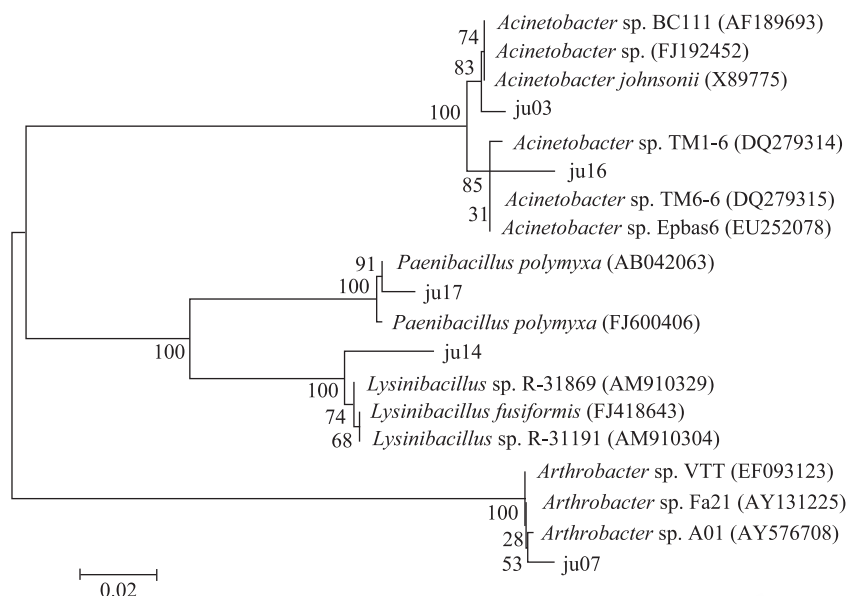 Acinetobacter sp. BC111 (AF189693)
74
Acinetobacter sp. (FJ192452)
83
Acinetobacter johnsonii (X89775)
100
ju03
Acinetobacter sp. TM1-6 (DQ279314)
ju16
85
Acinetobacter sp. TM6-6 (DQ279315)
31
Acinetobacter sp. Epbas6 (EU252078)
91
Paenibacillus polymyxa (AB042063)
100
ju17
Paenibacillus polymyxa (FJ600406)
100
ju14
100
Lysinibacillus sp. R-31869 (AM910329)
74
Lysinibacillus fusiformis (FJ418643)
68
Lysinibacillus sp. R-31191 (AM910304)
Arthrobacter sp. VTT (EF093123)
100
Arthrobacter sp. Fa21 (AY131225)
28
Arthrobacter sp. A01 (AY576708)
53
ju07
0.02